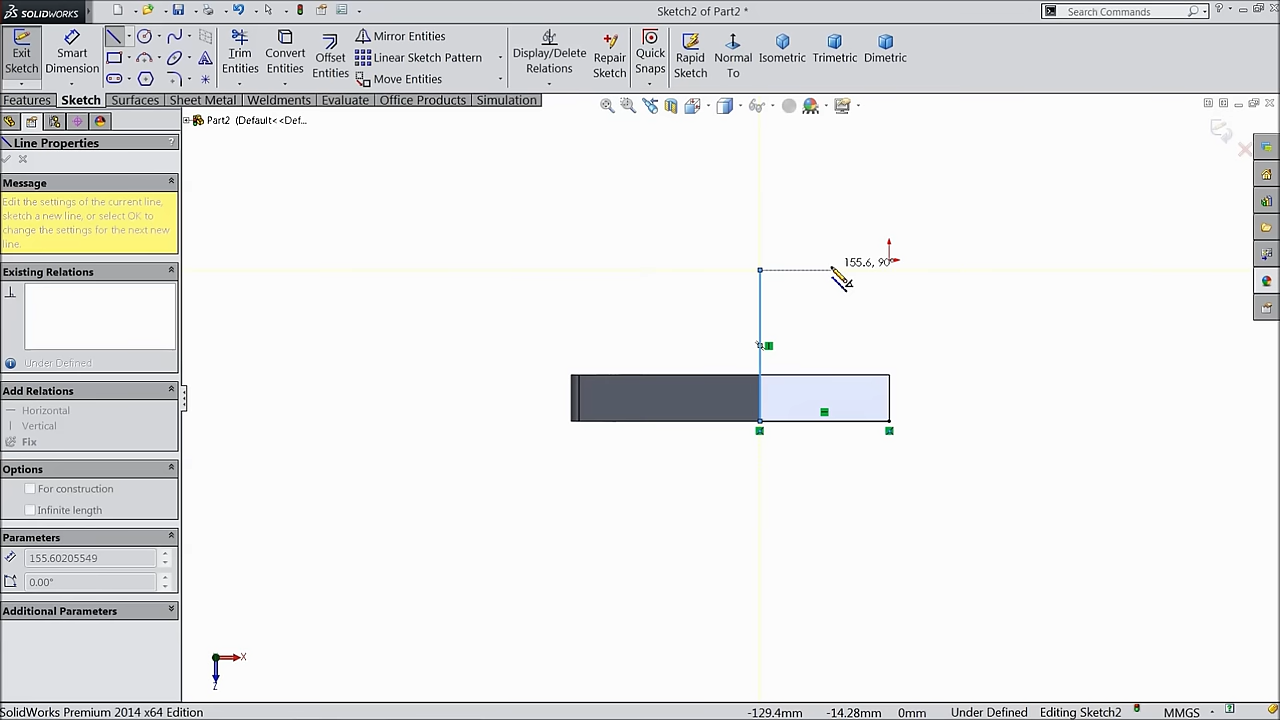 SOLIDWORKS
Sketch2 of Part2 *
Search Commands
Exit Sketch
Smart Dimension
Trim Entities
Convert Entities
Offset Entities
Mirror Entities
Linear Sketch Pattern
Move Entities
Display/Delete Relations
Repair Sketch
Quick Snaps
Rapid Sketch
Normal To
Isometric
Trimetric
Dimetric
Features
Sketch
Surfaces
Sheet Metal
Weldments
Evaluate
Office Products
Simulation
Part2 (Default<<Def...
Line Properties
?
Message
Edit the settings of the current line,
sketch a new line, or select OK to
change the settings for the next new
line.
Existing Relations
Under Defined
Add Relations
Horizontal
Vertical
Fix
Options
For construction
Infinite length
Parameters
155.60205549
0.00°
Additional Parameters
155.6, 90°
X
Z
SolidWorks Premium 2014 x64 Edition
-129.4mm
-14.28mm
0mm
Under Defined
Editing Sketch2
MMGS